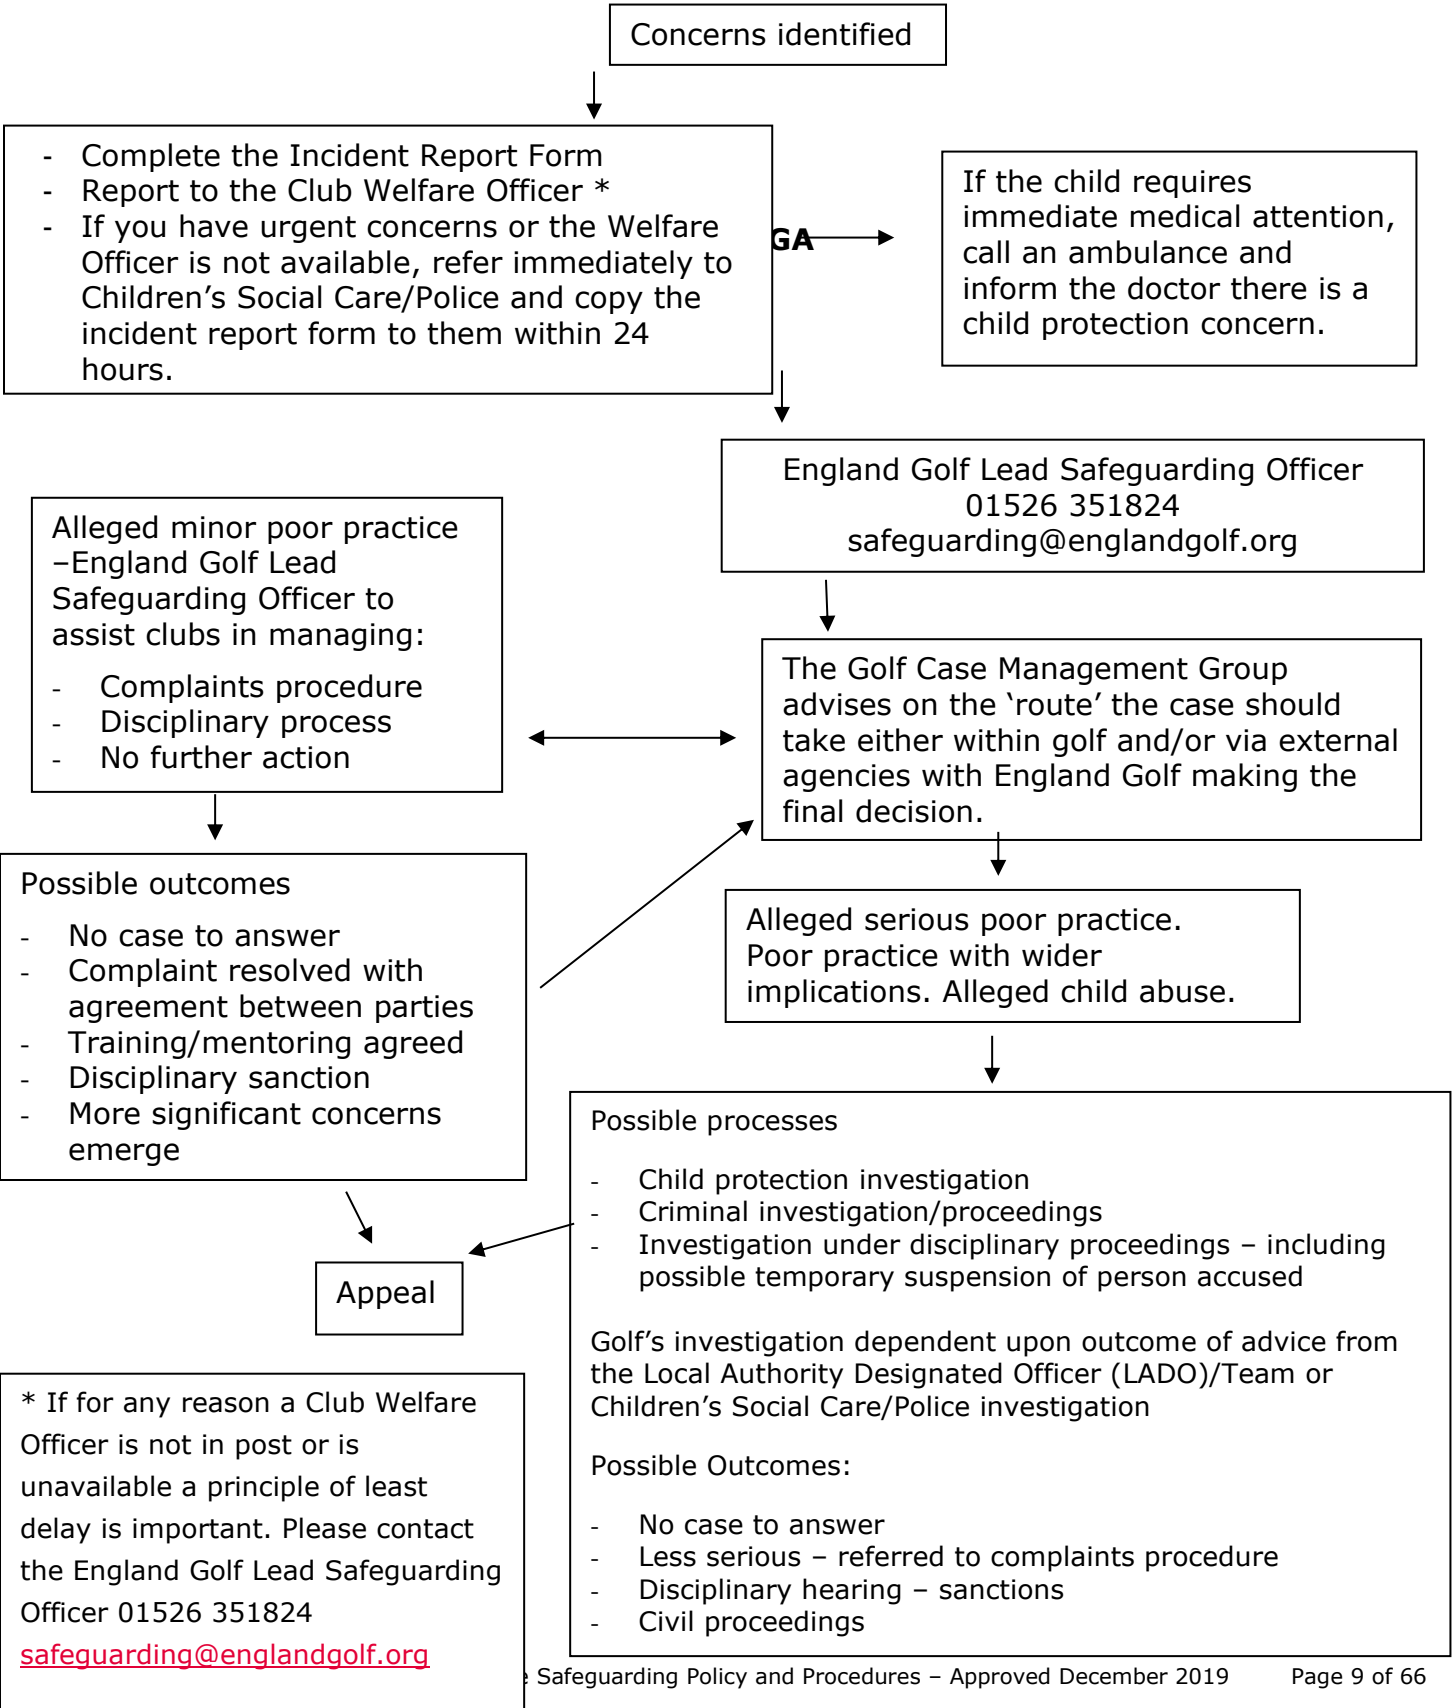 Concerns identified
- Complete the Incident Report Form
- Report to the Club Welfare Officer *
- If you have urgent concerns or the Welfare
Officer is not available, refer immediately to
Children’s Social Care/Police and copy the
incident report form to them within 24
hours.
GA
If the child requires
immediate medical attention,
call an ambulance and
inform the doctor there is a
child protection concern.
England Golf Lead Safeguarding Officer
01526 351824
safeguarding@englandgolf.org
Alleged minor poor practice
–England Golf Lead
Safeguarding Officer to
assist clubs in managing:
- Complaints procedure
- Disciplinary process
- No further action
The Golf Case Management Group
advises on the ‘route’ the case should
take either within golf and/or via external
agencies with England Golf making the
final decision.
Possible outcomes
- No case to answer
- Complaint resolved with
agreement between parties
- Training/mentoring agreed
- Disciplinary sanction
- More significant concerns
emerge
Alleged serious poor practice.
Poor practice with wider
implications. Alleged child abuse.
Possible processes
- Child protection investigation
- Criminal investigation/proceedings
- Investigation under disciplinary proceedings – including
possible temporary suspension of person accused
Golf’s investigation dependent upon outcome of advice from
the Local Authority Designated Officer (LADO)/Team or
Children’s Social Care/Police investigation
Possible Outcomes:
- No case to answer
- Less serious – referred to complaints procedure
- Disciplinary hearing – sanctions
- Civil proceedings
Appeal
* If for any reason a Club Welfare
Officer is not in post or is
unavailable a principle of least
delay is important. Please contact
the England Golf Lead Safeguarding
Officer 01526 351824
safeguarding@englandgolf.org
Safeguarding Policy and Procedures – Approved December 2019 Page 9 of 66